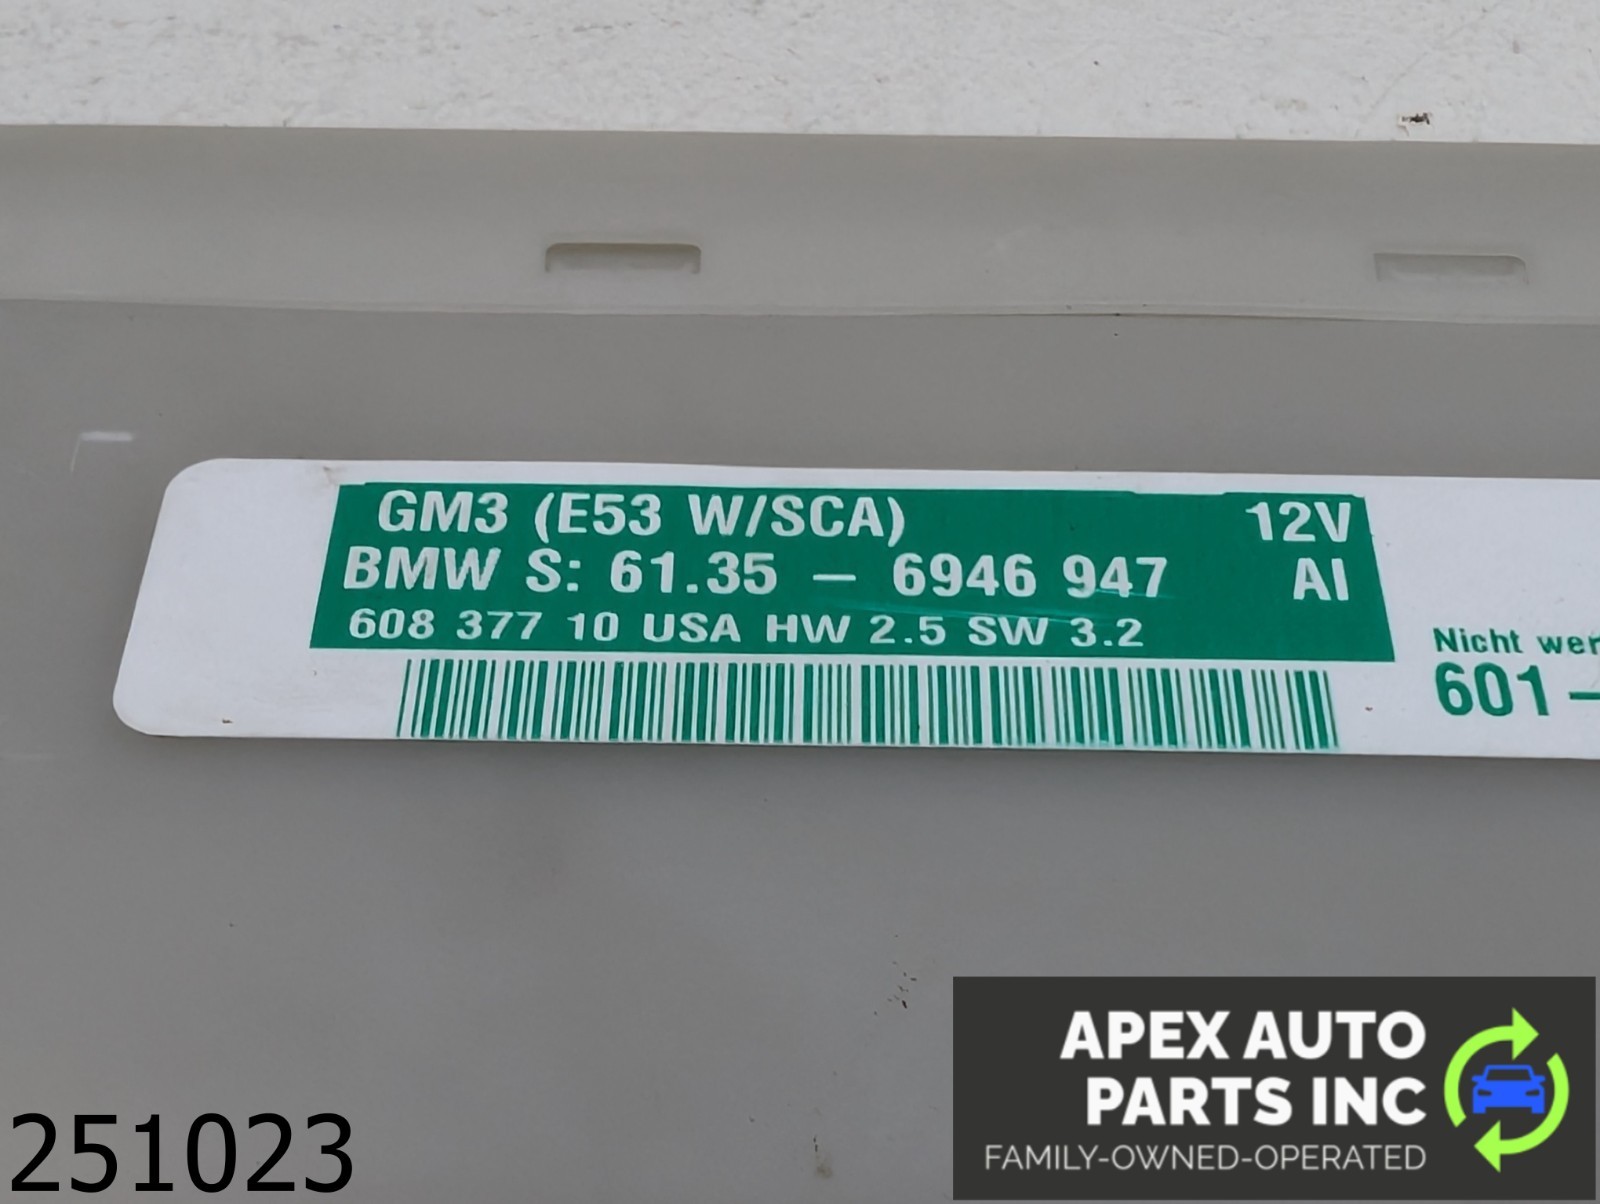 GM3 (E53 W/SCA) 12V
BMW S: 61.35 – 6946 947 AI
608 377 10 USA HW 2.5 SW 3.2
Nicht
601–
APEX AUTO
PARTS INC
FAMILY-OWNED-OPERATED
251023